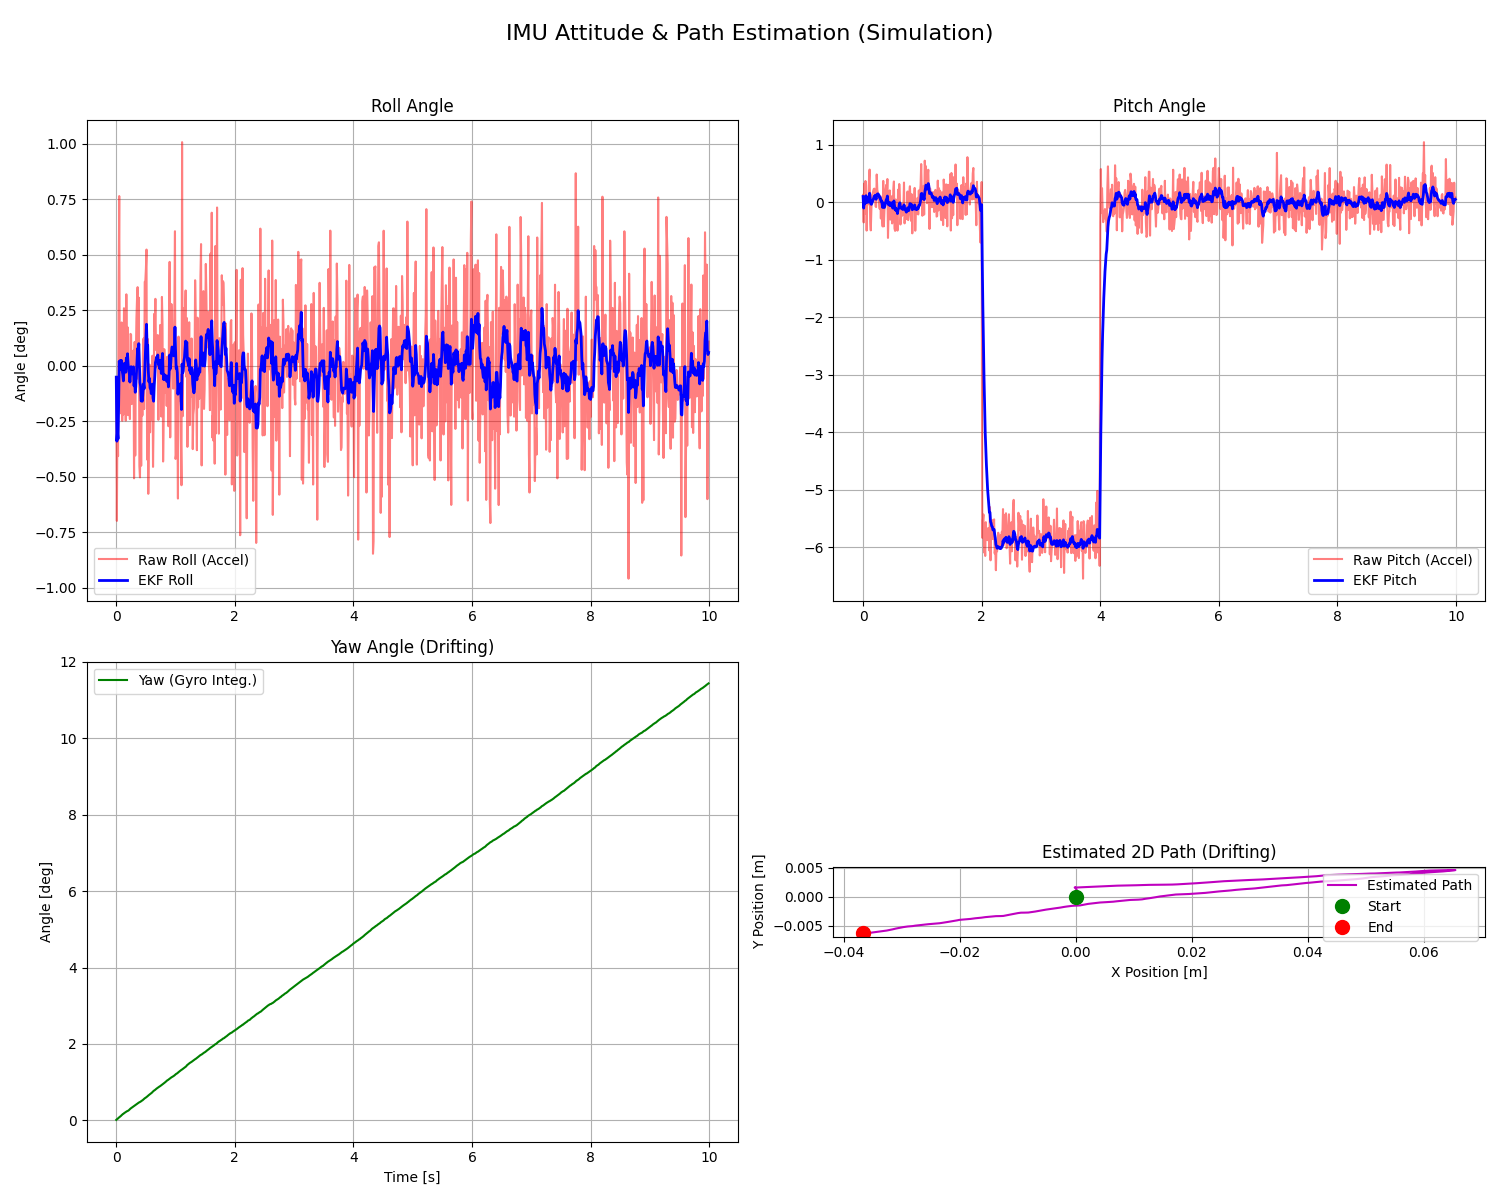 IMU Attitude & Path Estimation (Simulation)
Roll Angle
Angle [deg]
1.00
0.75
0.50
0.25
0.00
−0.25
−0.50
−0.75
−1.00
Raw Roll (Accel)
EKF Roll
0 2 4 6 8 10
Pitch Angle
1
0
−1
−2
−3
−4
−5
−6
Raw Pitch (Accel)
EKF Pitch
0 2 4 6 8 10
Yaw Angle (Drifting)
Yaw (Gyro Integ.)
Angle [deg]
12
10
8
6
4
2
0
0 2 4 6 8 10
Time [s]
Estimated 2D Path (Drifting)
Y Position [m]
0.005
0.000
−0.005
Estimated Path
Start
End
−0.04 −0.02 0.00 0.02 0.04 0.06
X Position [m]